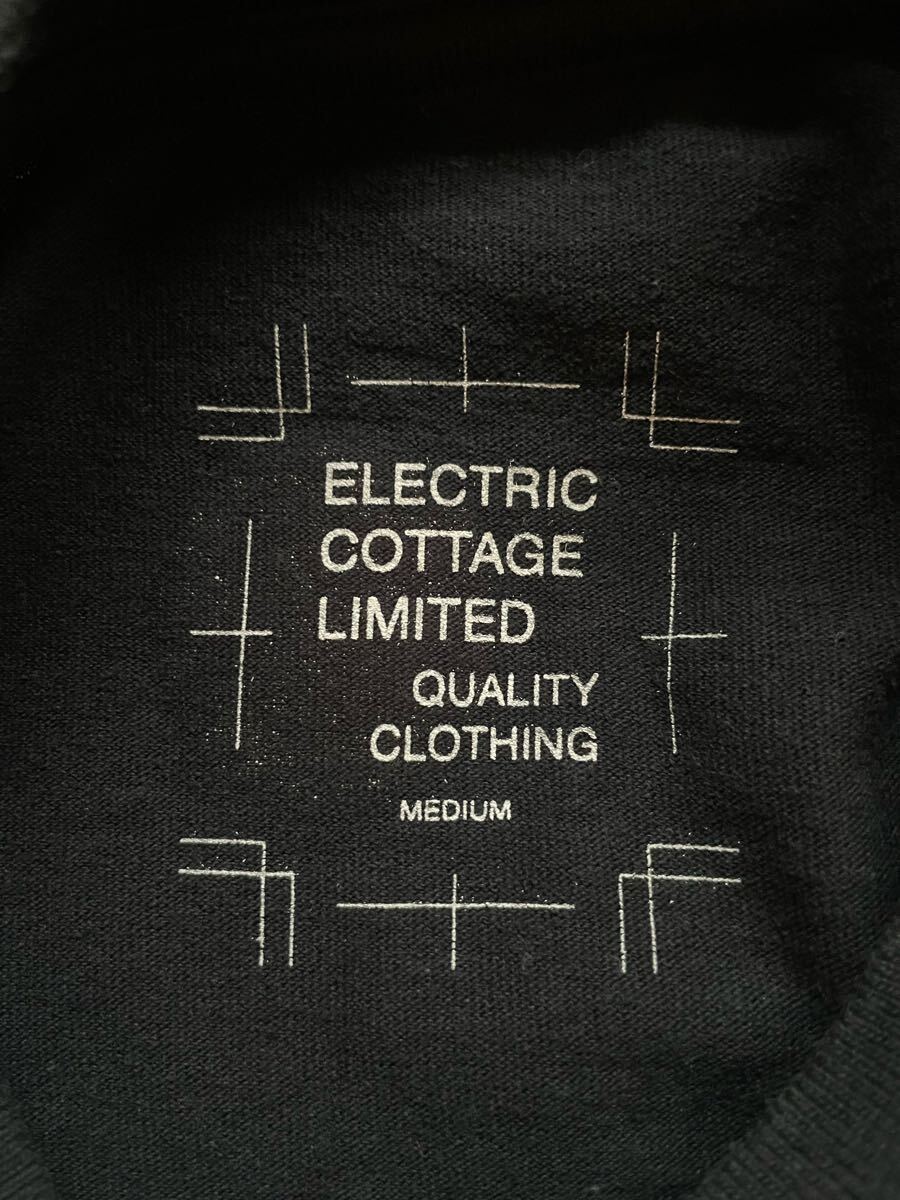 ELECTRIC
COTTAGE
LIMITED
QUALITY
CLOTHING
MEDIUM